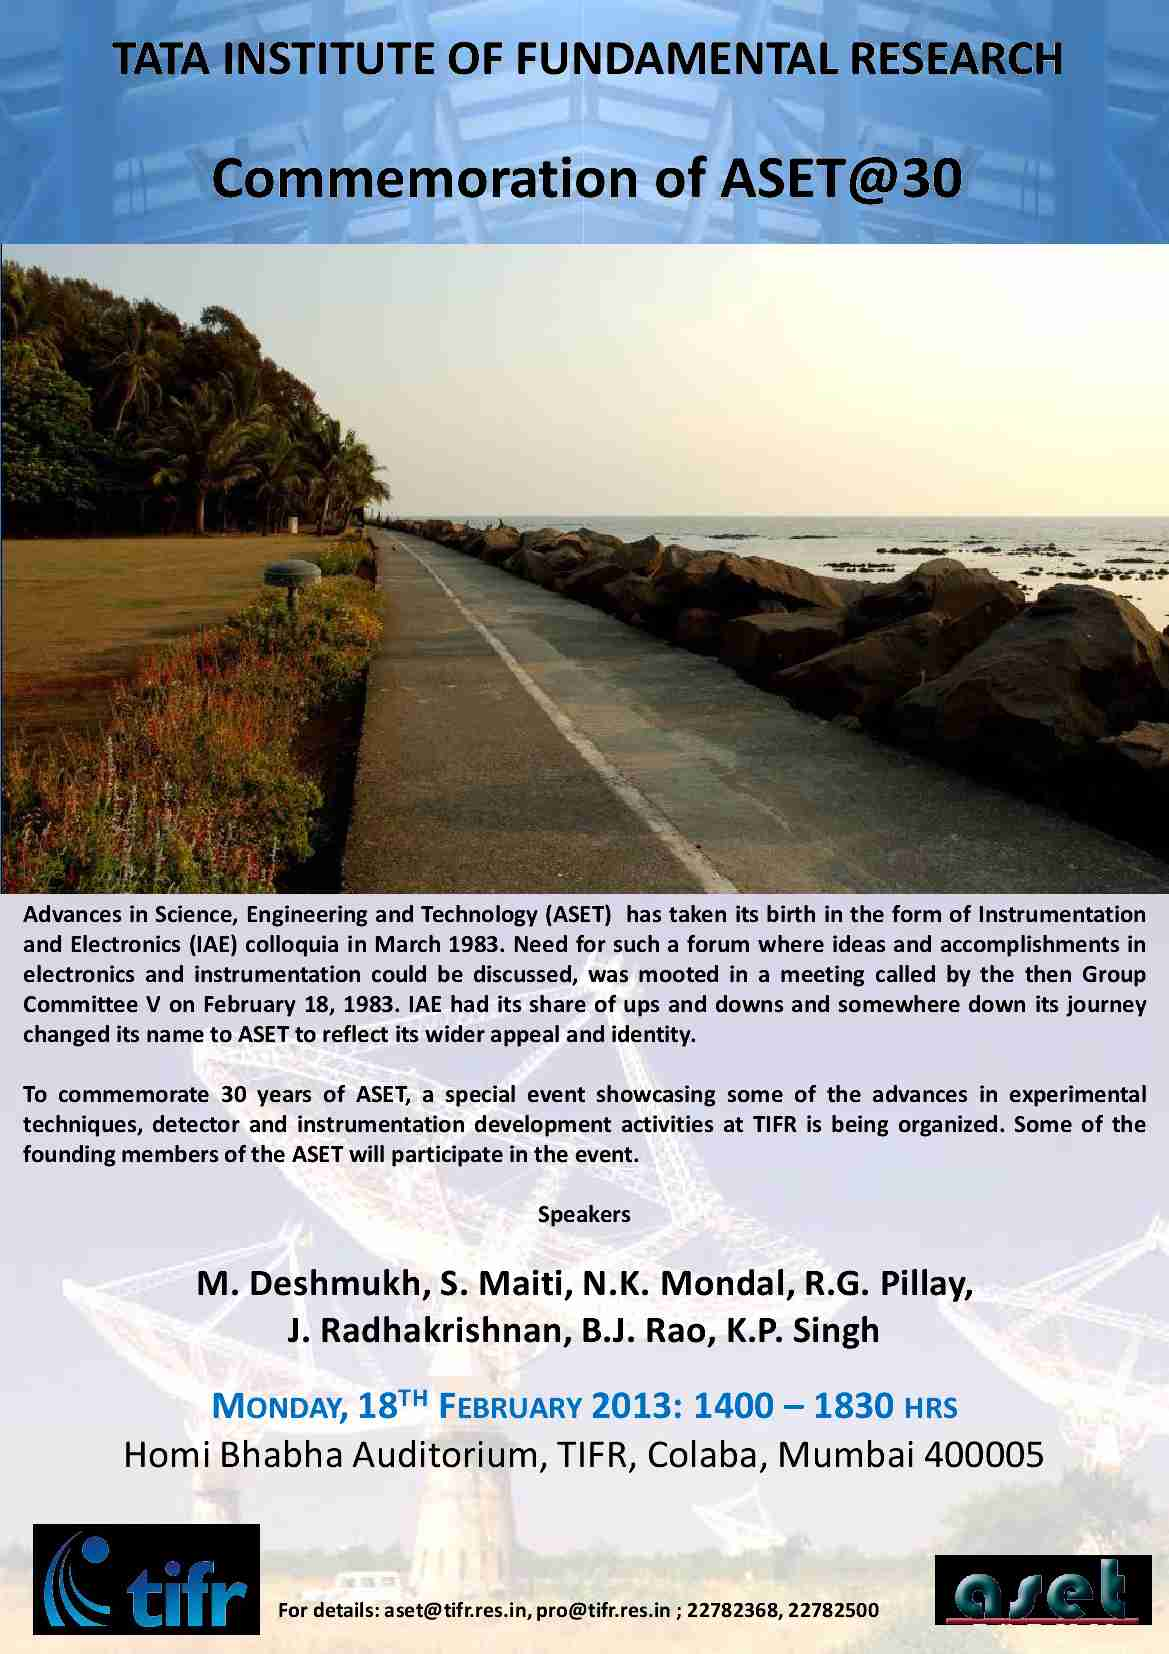 TATA INSTITUTE OF FUNDAMENTAL RESEARCH
Commemoration of ASET@30
Advances in Science, Engineering and Technology (ASET) has taken its birth in the form of Instrumentation
and Electronics (IAE) colloquia in March 1983. Need for such a forum where ideas and accomplishments in
electronics and instrumentation could be discussed, was mooted in a meeting called by the then Group
Committee V on February 18, 1983. IAE had its share of ups and downs and somewhere down its journey
changed its name to ASET to reflect its wider appeal and identity.
To commemorate 30 years of ASET, a special event showcasing some of the advances in experimental
techniques, detector and instrumentation development activities at TIFR is being organized. Some of the
founding members of the ASET will participate in the event.
Speakers
M. Deshmukh, S. Maiti, N.K. Mondal, R.G. Pillay,
J. Radhakrishnan, B.J. Rao, K.P. Singh
MONDAY, 18TH FEBRUARY 2013: 1400 – 1830 HRS
Homi Bhabha Auditorium, TIFR, Colaba, Mumbai 400005
tifr
For details: aset@tifr.res.in, pro@tifr.res.in ; 22782368, 22782500
aset